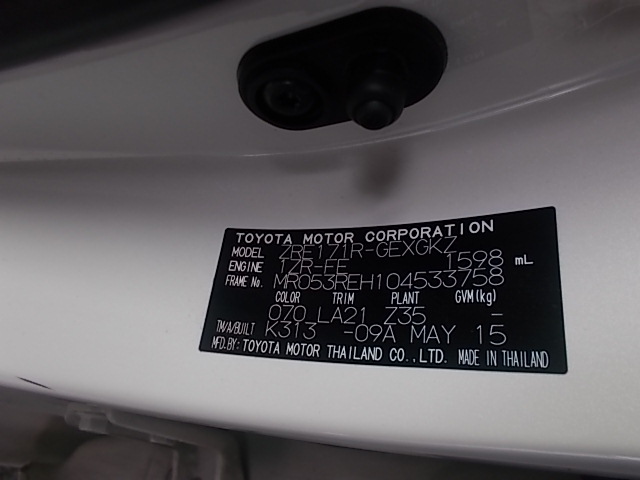 TOYOTA MOTOR CORPORATION
MODEL ZRE171R-GEXGKZ
ENGINE 1ZR-FE 1598 mL
FRAME No. MR053REH104533758
COLOR TRIM PLANT GVM(kg)
070 LA21 Z35 -
TM/A/BUILT K313 -09A MAY 15
MFD.BY: TOYOTA MOTOR THAILAND CO.,LTD. MADE IN THAILAND